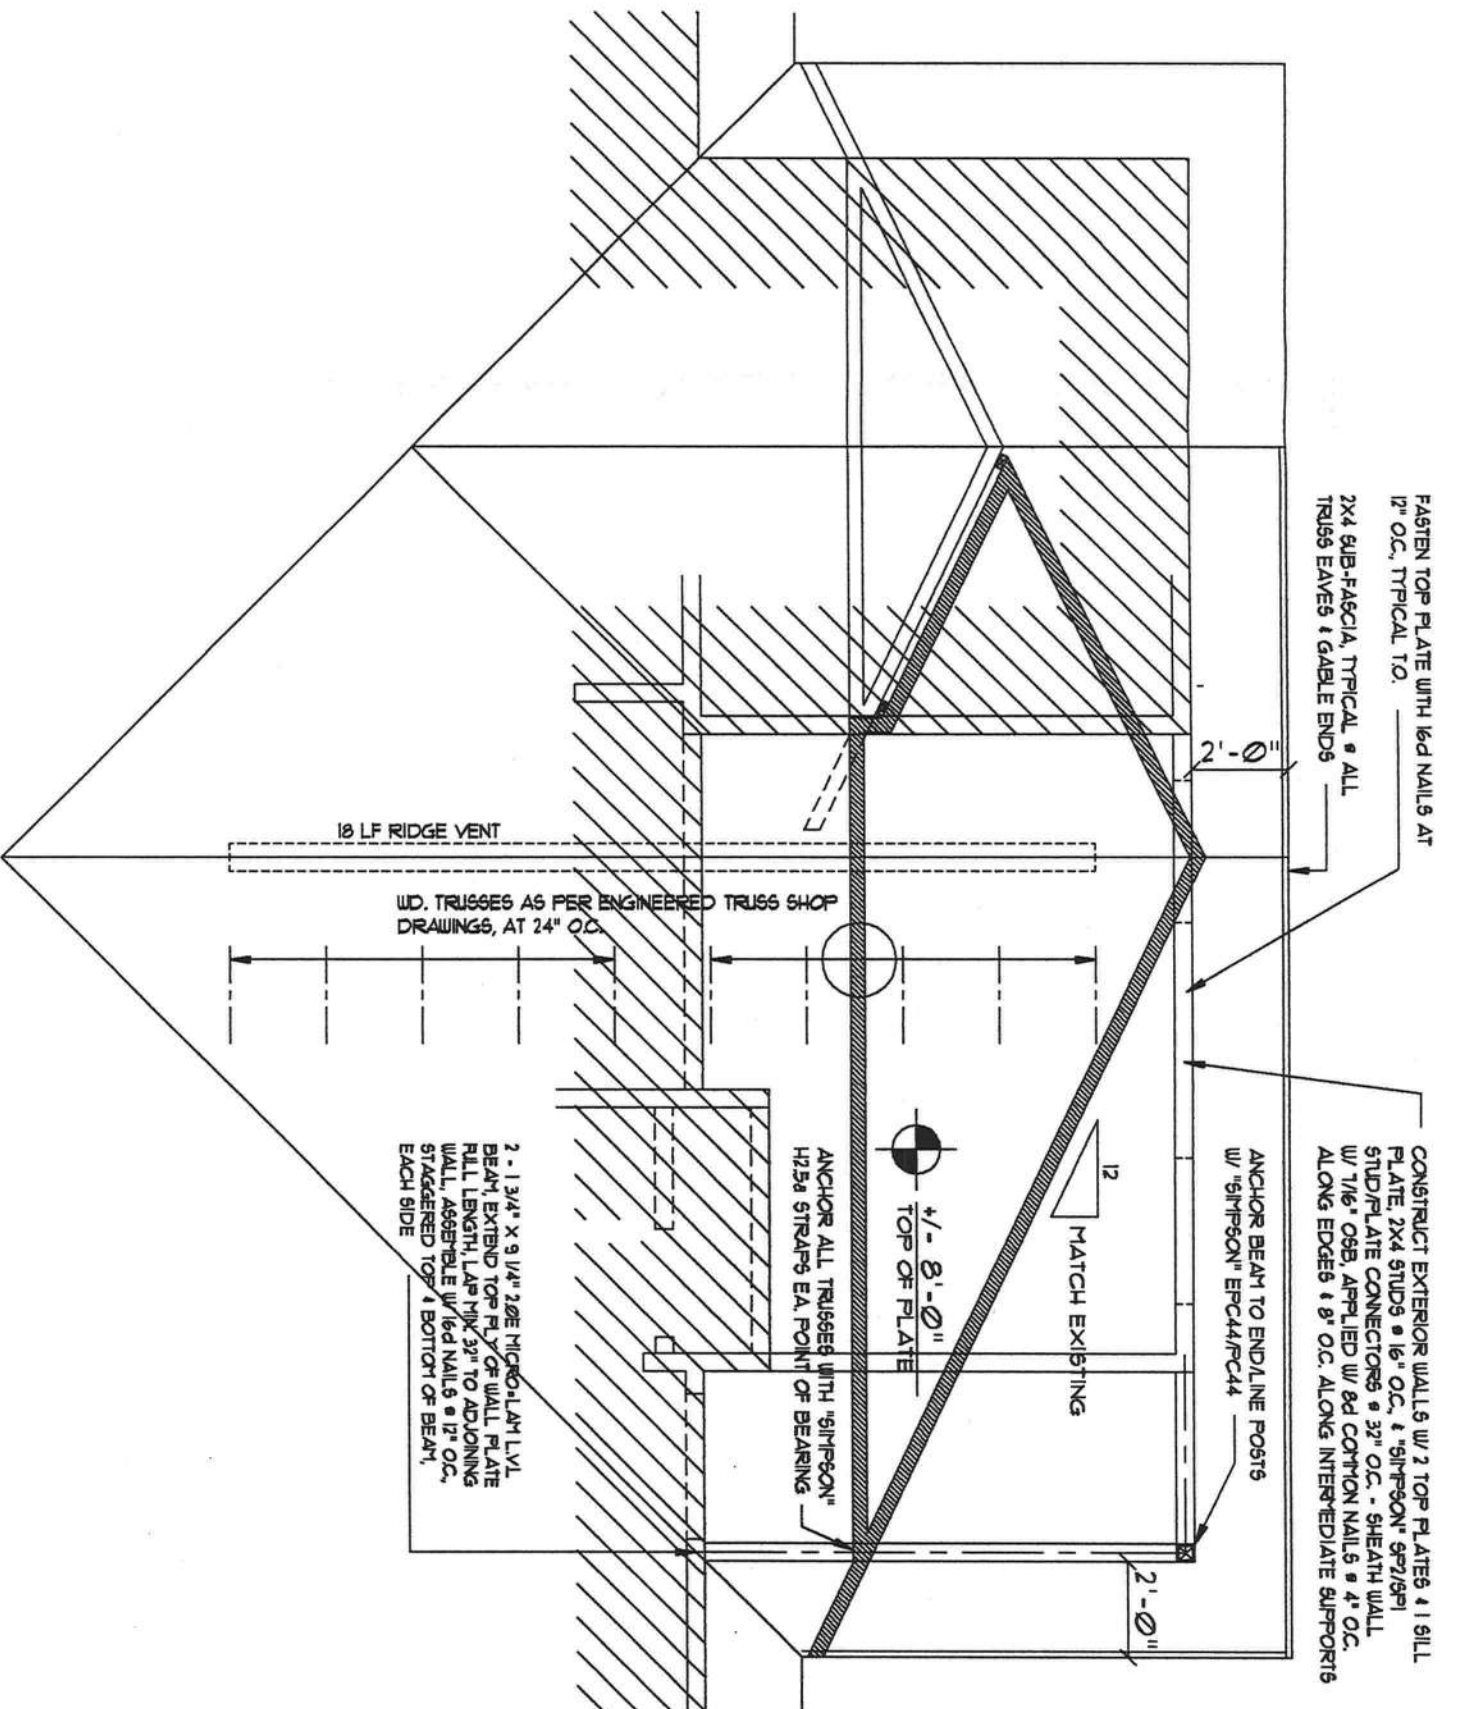 FASTEN TOP PLATE WITH 16d NAILS AT
12" O.C., TYPICAL T.O.
2X4 SUB-FASCIA, TYPICAL @ ALL
TRUSS EAVES & GABLE ENDS
2'-0"
CONSTRUCT EXTERIOR WALLS W/ 2 TOP PLATES & 1 SILL
PLATE, 2X4 STUDS @ 16" O.C., & "SIMPSON" SP2/SP1
STUD/PLATE CONNECTORS @ 32" O.C. - SHEATH WALL
W/ 7/16" OSB, APPLIED W/ 8d COMMON NAILS @ 4" O.C.
ALONG EDGES & 8" O.C. ALONG INTERMEDIATE SUPPORTS
ANCHOR BEAM TO END/LINE POSTS
W/ "SIMPSON" EPC44/PC44
12
MATCH EXISTING
2'-0"
+/- 8'-0"
TOP OF PLATE
ANCHOR ALL TRUSSES WITH "SIMPSON"
H2.5a STRAPS EA. POINT OF BEARING
18 LF RIDGE VENT
WD. TRUSSES AS PER ENGINEERED TRUSS SHOP
DRAWINGS, AT 24" O.C.
2 - 1 3/4" X 9 1/4" 2.0E MICRO=LAM L.V.L
BEAM, EXTEND TOP PLY OF WALL PLATE
FULL LENGTH, LAP MIN. 32" TO ADJOINING
WALL, ASSEMBLE W/ 16d NAILS @ 12" O.C.,
STAGGERED TOP & BOTTOM OF BEAM,
EACH SIDE